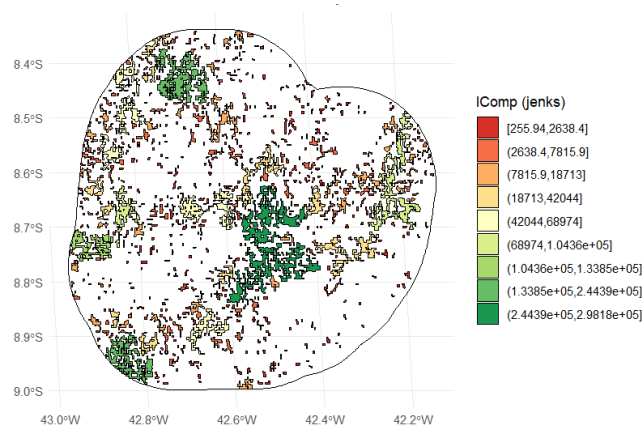 8.4°S
8.5°S
8.6°S
8.7°S
8.8°S
8.9°S
9.0°S
43.0°W 42.8°W 42.6°W 42.4°W 42.2°W
IComp (jenks)
[255.94,2638.4]
(2638.4,7815.9]
(7815.9,18713]
(18713,42044]
(42044,68974]
(68974,1.0436e+05]
(1.0436e+05,1.3385e+05]
(1.3385e+05,2.4439e+05]
(2.4439e+05,2.9818e+05]